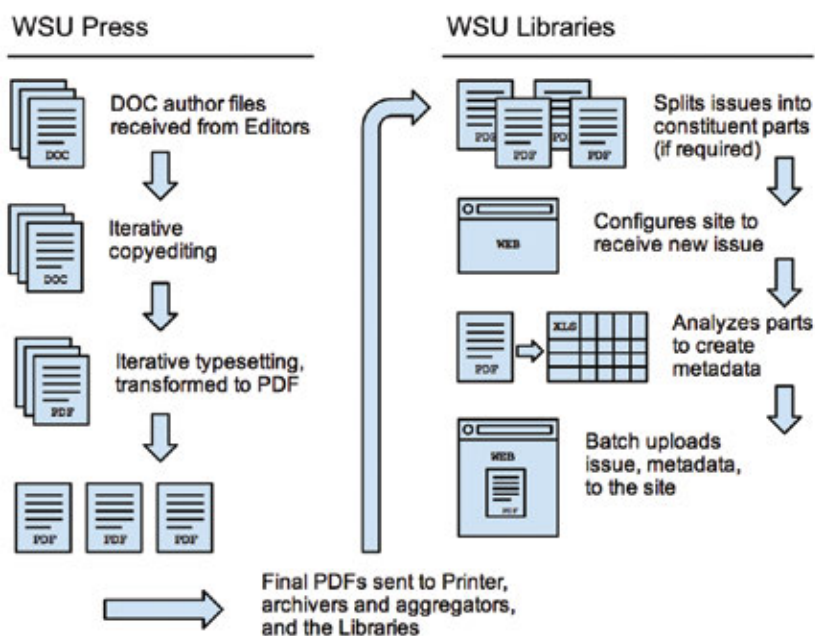 WSU Press
DOC author files
received from Editors
DOC
Iterative
copyediting
DOC
Iterative typesetting,
transformed to PDF
PDF
PDF
PDF
PDF
Final PDFs sent to Printer,
archivers and aggregators,
and the Libraries
WSU Libraries
PDF
PDF
PDF
PDF
Splits issues into
constituent parts
(if required)
WEB
Configures site to
receive new issue
PDF
XLS
Analyzes parts
to create
metadata
WEB
PDF
Batch uploads
issue, metadata,
to the site